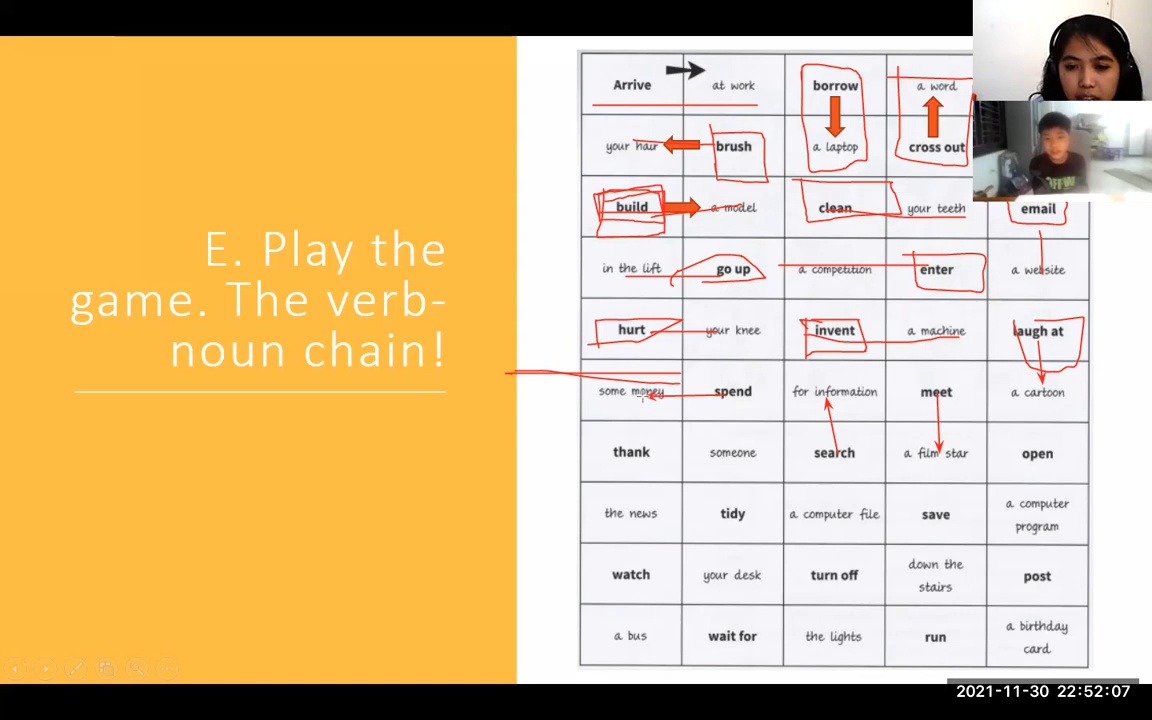 E. Play the
game. The verb-
noun chain!
Arrive at work borrow a word
your hair brush a laptop cross out
build a model clean your teeth email
in the lift go up a competition enter a website
hurt your knee invent a machine laugh at
some money spend for information meet a cartoon
thank someone search a film star open
the news tidy a computer file save a computer program
watch your desk turn off down the stairs post
a bus wait for the lights run a birthday card
2021-11-30 22:52:07